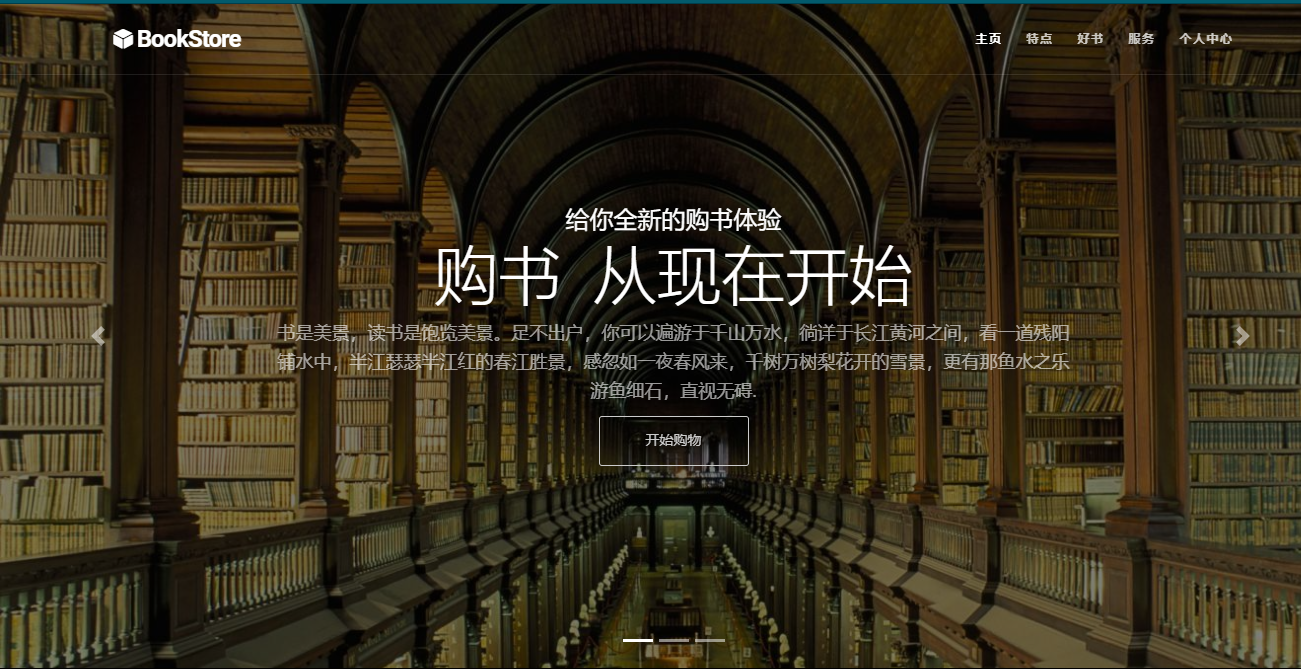 BookStore
主页 特点 好书 服务 个人中心
给你全新的购书体验
购书 从现在开始
书是美景，读书是饱览美景。足不出户，你可以遍游于千山万水，徜详于长江黄河之间，看一道残阳
铺水中，半江瑟瑟半江红的春江胜景，感忽如一夜春风来，千树万树梨花开的雪景，更有那鱼水之乐
游鱼细石，直视无碍.
开始购物